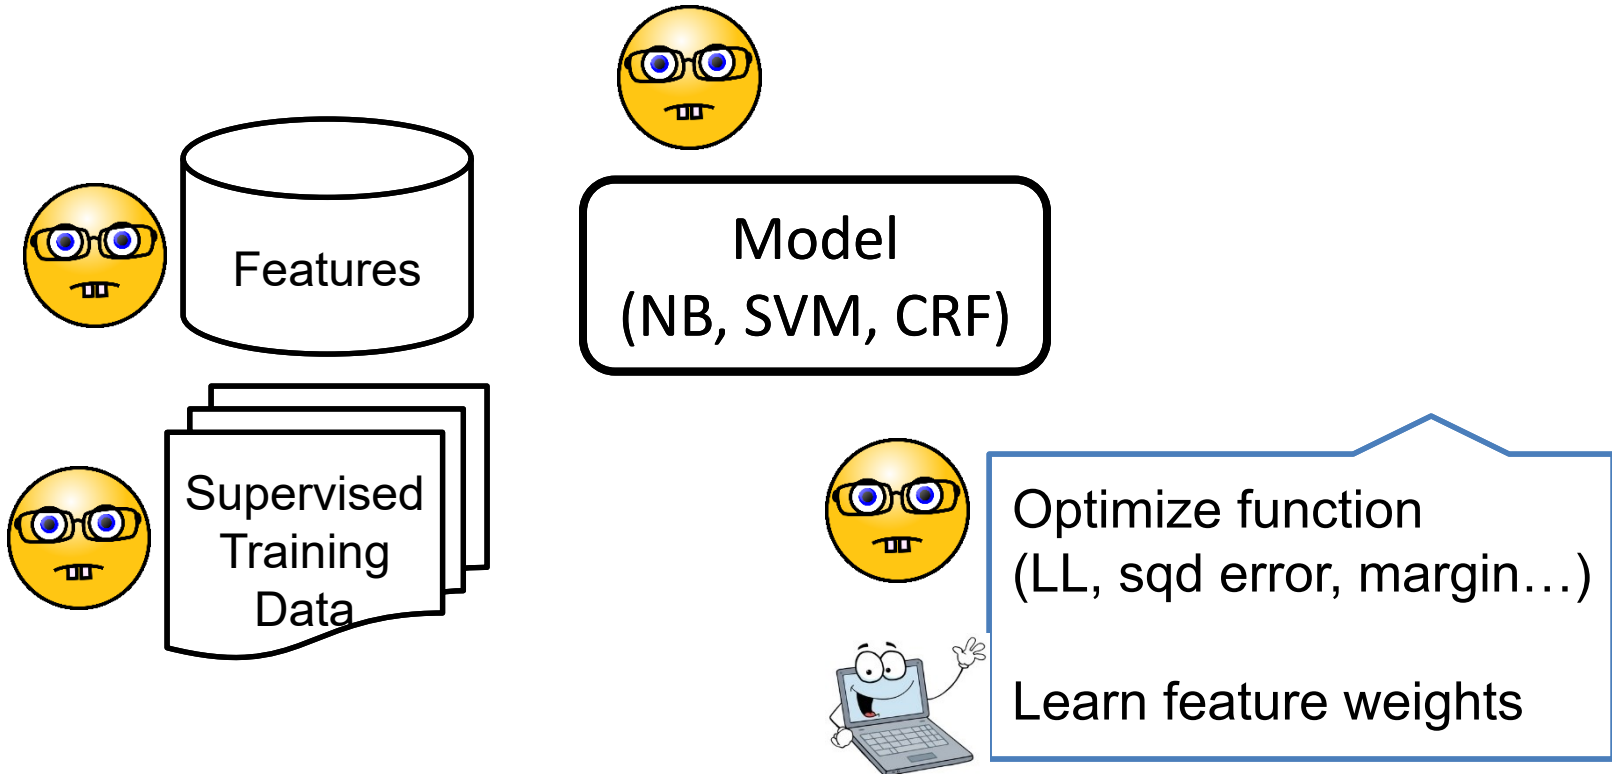 Features
Model
(NB, SVM, CRF)
Supervised
Training
Data
Optimize function
(LL, sqd error, margin…)
Learn feature weights